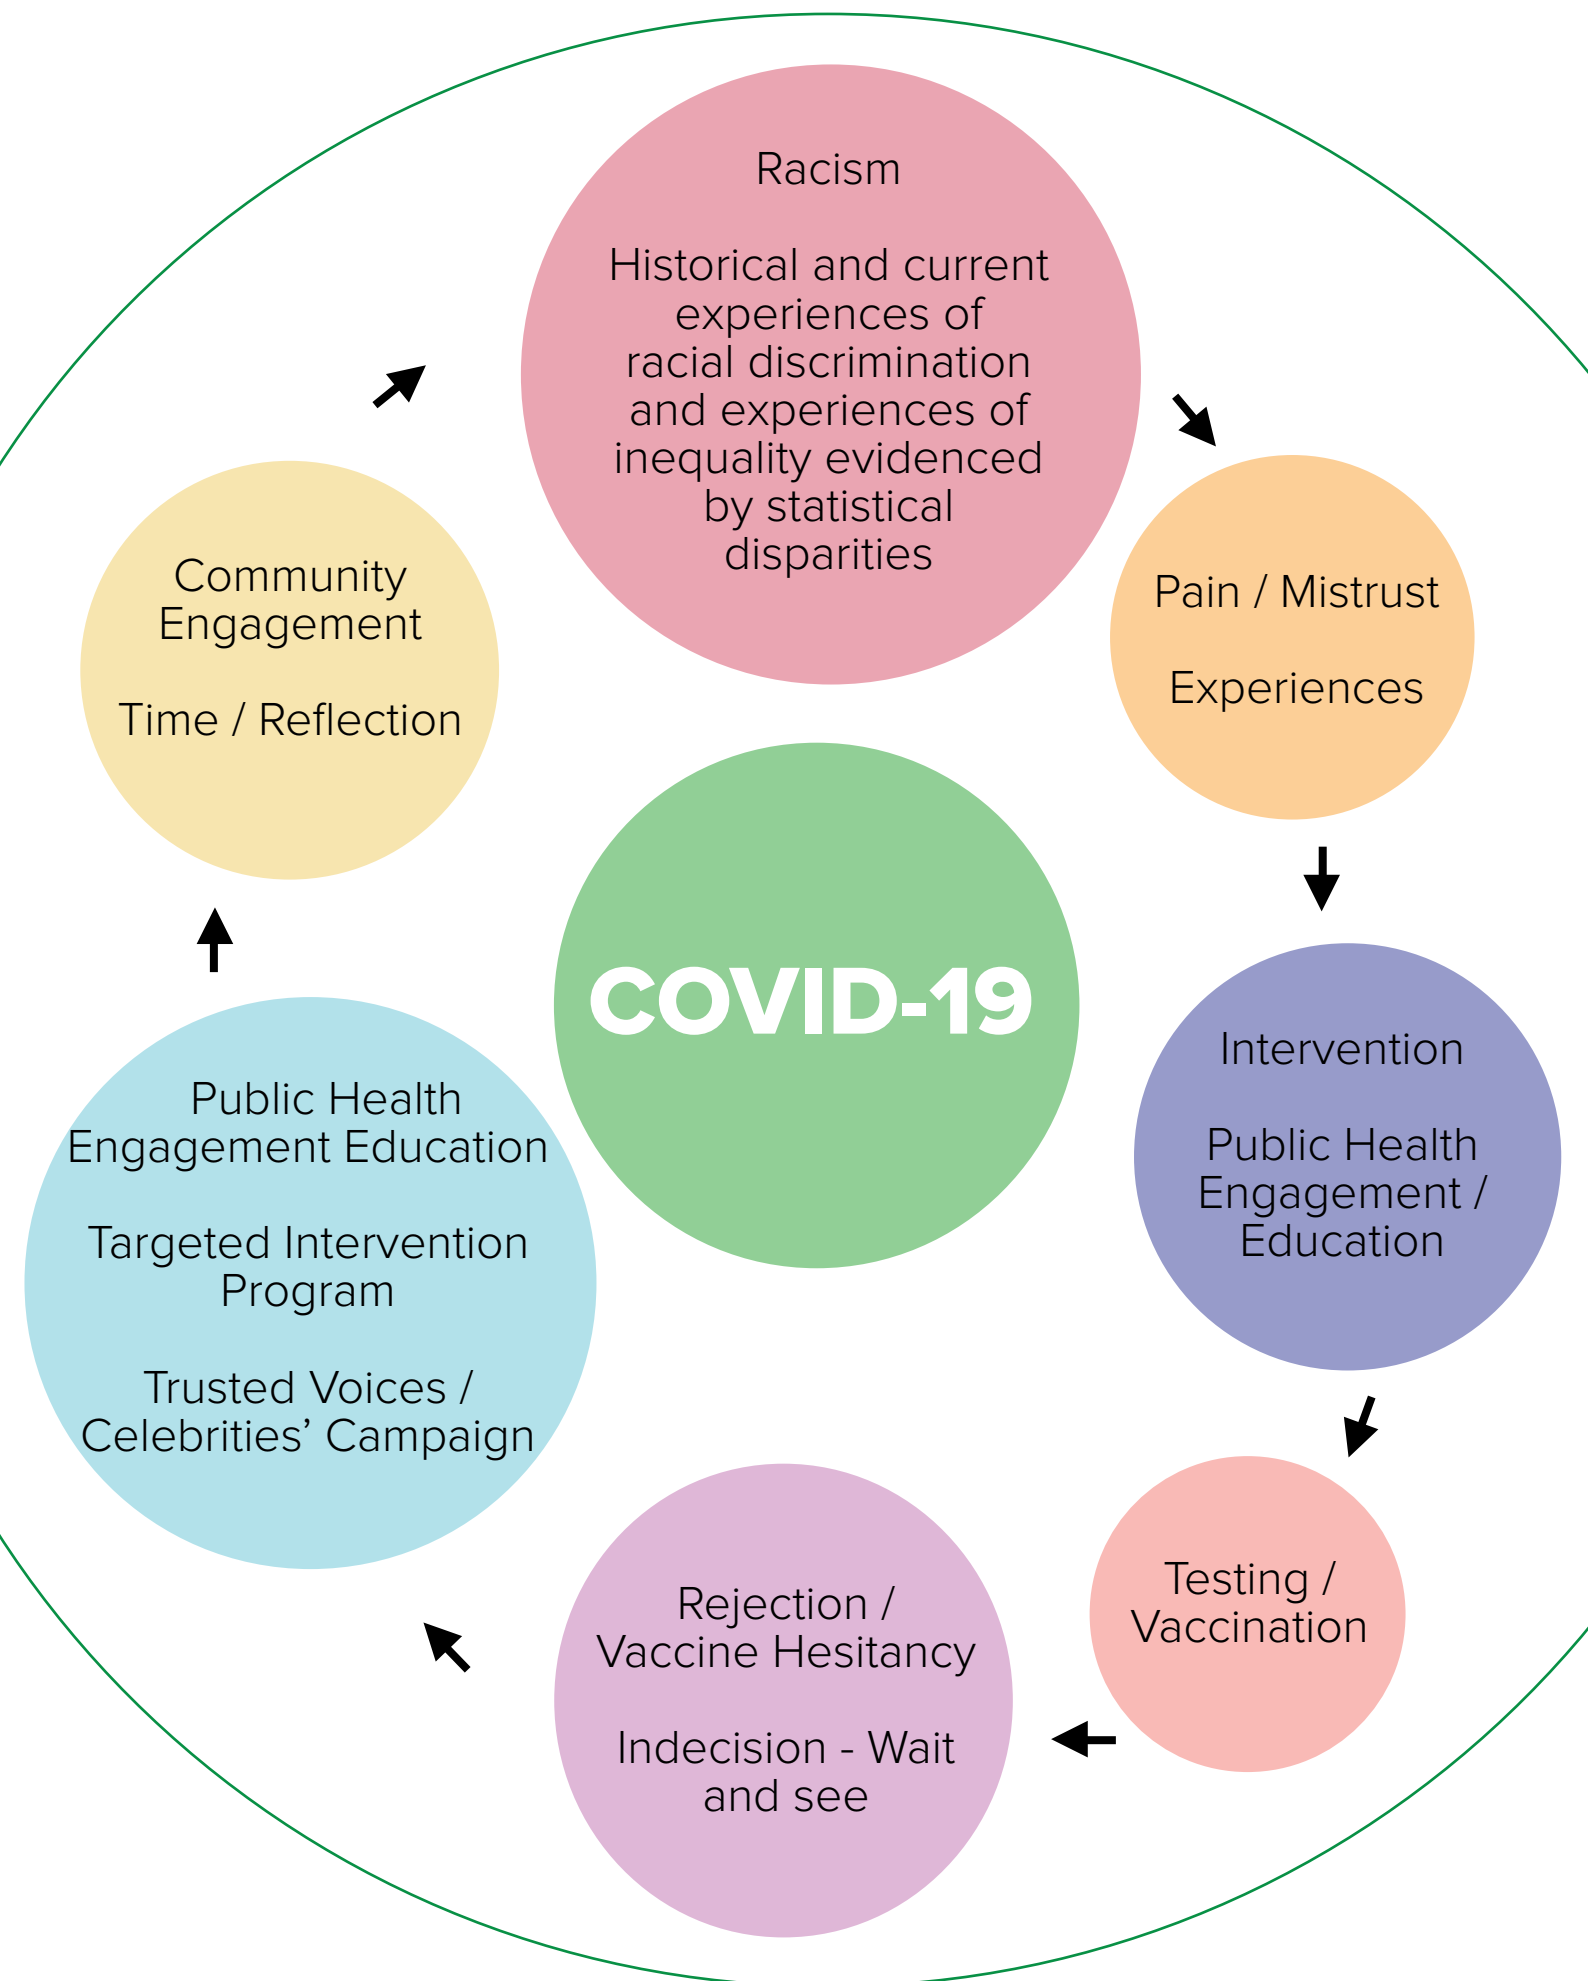 Racism
Historical and current
experiences of
racial discrimination
and experiences of
inequality evidenced
by statistical
disparities
Pain / Mistrust
Experiences
Intervention
Public Health
Engagement /
Education
Testing /
Vaccination
Rejection /
Vaccine Hesitancy
Indecision - Wait
and see
Public Health
Engagement Education
Targeted Intervention
Program
Trusted Voices /
Celebrities’ Campaign
Community
Engagement
Time / Reflection
COVID-19